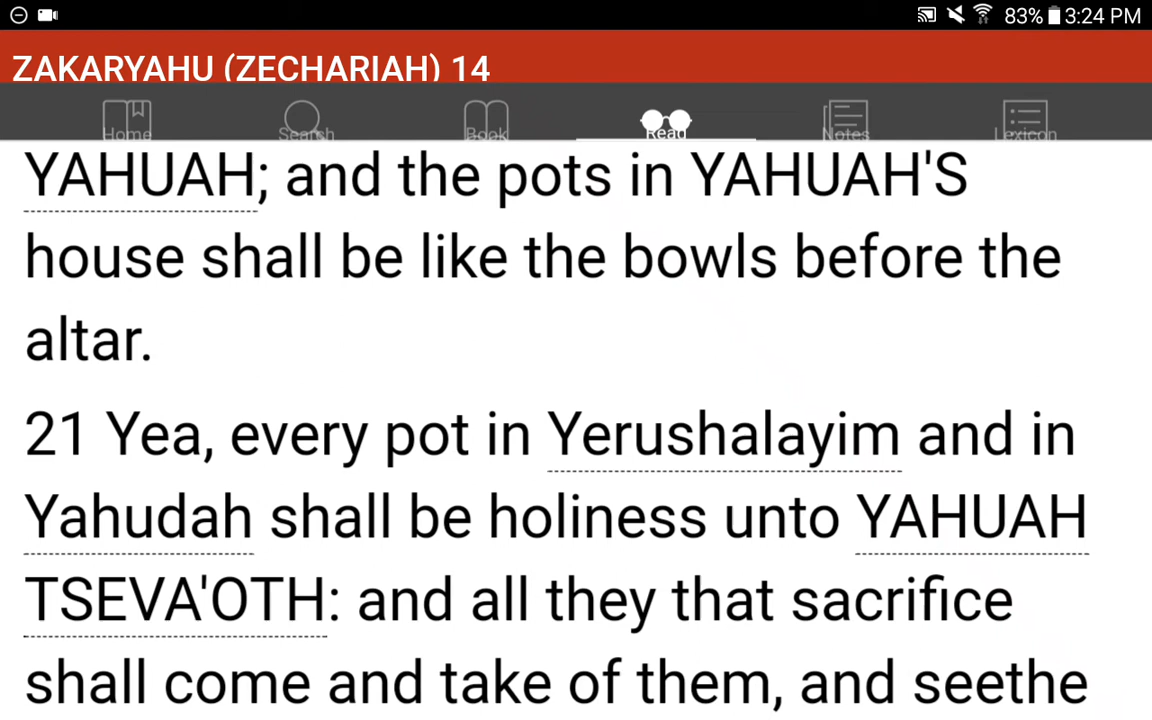 83% 3:24 PM
ZAKARYAHU (ZECHARIAH) 14
Home Search Book Read Notes Lexicon
YAHUAH; and the pots in YAHUAH'S
house shall be like the bowls before the
altar.
21 Yea, every pot in Yerushalayim and in
Yahudah shall be holiness unto YAHUAH
TSEVA'OTH: and all they that sacrifice
shall come and take of them, and seethe